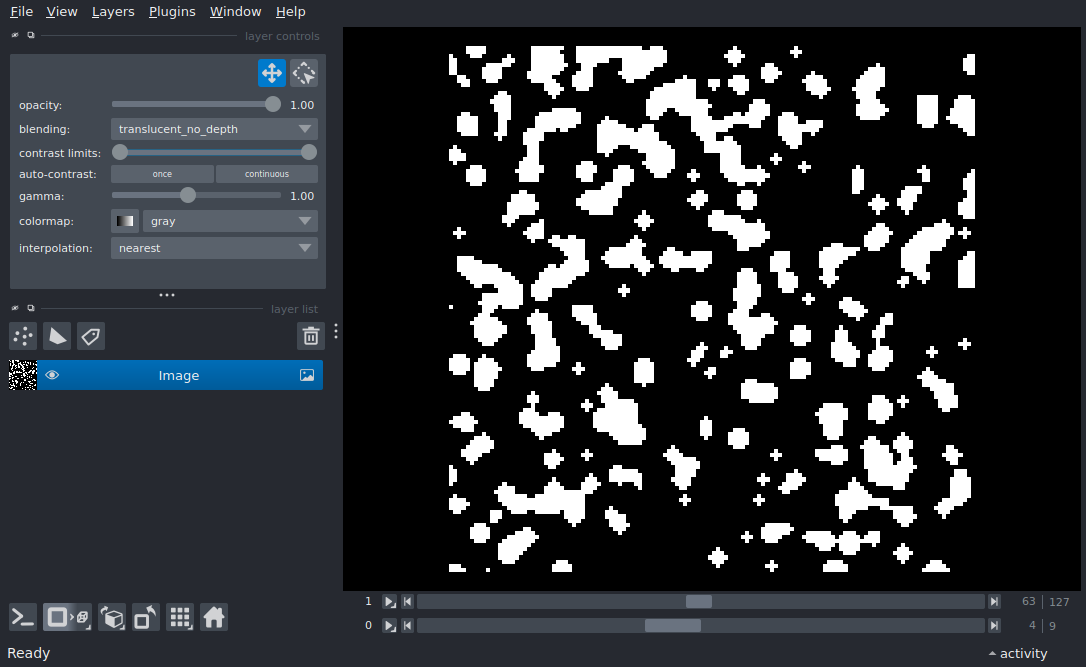 File View Layers Plugins Window Help
layer controls
opacity: 1.00
blending: translucent_no_depth
contrast limits:
auto-contrast: once continuous
gamma: 1.00
colormap: gray
interpolation: nearest
layer list
Image
1 63 | 127
0 4 | 9
Ready activity